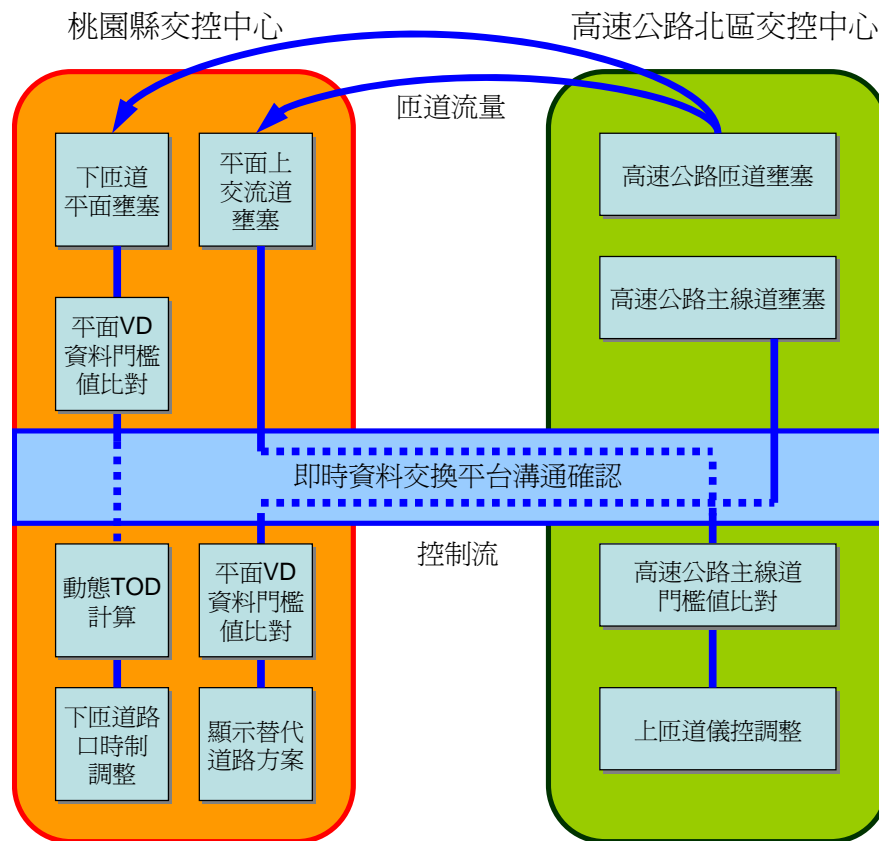 桃園縣交控中心
高速公路北區交控中心
匝道流量
下匝道
平面壅塞
平面上
交流道
壅塞
高速公路匝道壅塞
高速公路主線道壅塞
平面VD
資料門檻
值比對
即時資料交換平台溝通確認
控制流
動態TOD
計算
平面VD
資料門檻
值比對
高速公路主線道
門檻值比對
下匝道路
口時制
調整
顯示替代
道路方案
上匝道儀控調整